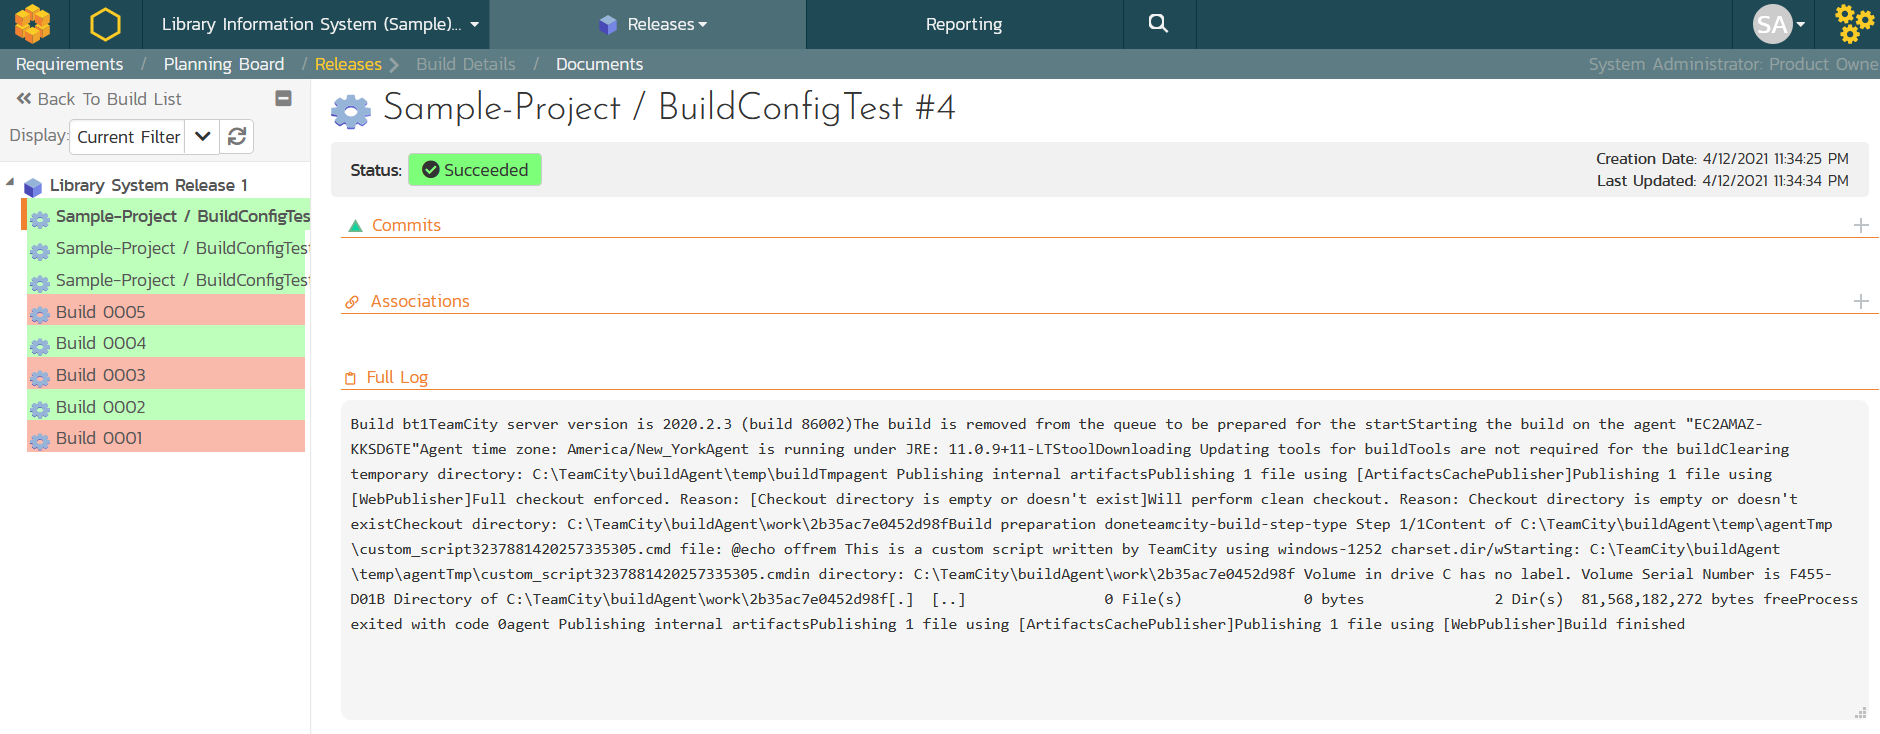 Library Information System (Sample)...
Releases
Reporting
SA
Requirements / Planning Board / Releases Build Details / Documents
System Administrator: Product Owne
Back To Build List
Display: Current Filter
Library System Release 1
Sample-Project / BuildConfigTes
Sample-Project / BuildConfigTest
Sample-Project / BuildConfigTest
Build 0005
Build 0004
Build 0003
Build 0002
Build 0001
Sample-Project / BuildConfigTest #4
Status: Succeeded
Creation Date: 4/12/2021 11:34:25 PM
Last Updated: 4/12/2021 11:34:34 PM
Commits
Associations
Full Log
Build bt1TeamCity server version is 2020.2.3 (build 86002)The build is removed from the queue to be prepared for the startStarting the build on the agent "EC2AMAZ-
KKSD6TE"Agent time zone: America/New_YorkAgent is running under JRE: 11.0.9+11-LTStoolDownloading Updating tools for buildTools are not required for the buildClearing
temporary directory: C:\TeamCity\buildAgent\temp\buildTmpagent Publishing internal artifactsPublishing 1 file using [ArtifactsCachePublisher]Publishing 1 file using
[WebPublisher]Full checkout enforced. Reason: [Checkout directory is empty or doesn't exist]Will perform clean checkout. Reason: Checkout directory is empty or doesn't
existCheckout directory: C:\TeamCity\buildAgent\work\2b35ac7e0452d98fBuild preparation doneteamcity-build-step-type Step 1/1Content of C:\TeamCity\buildAgent\temp\agentTmp
\custom_script3237881420257335305.cmd file: @echo offrem This is a custom script written by TeamCity using windows-1252 charset.dir/wStarting: C:\TeamCity\buildAgent
\temp\agentTmp\custom_script3237881420257335305.cmdin directory: C:\TeamCity\buildAgent\work\2b35ac7e0452d98f Volume in drive C has no label. Volume Serial Number is F455-
D01B Directory of C:\TeamCity\buildAgent\work\2b35ac7e0452d98f[.]  [..]                0 File(s)              0 bytes               2 Dir(s)  81,568,182,272 bytes freeProcess
exited with code 0agent Publishing internal artifactsPublishing 1 file using [ArtifactsCachePublisher]Publishing 1 file using [WebPublisher]Build finished